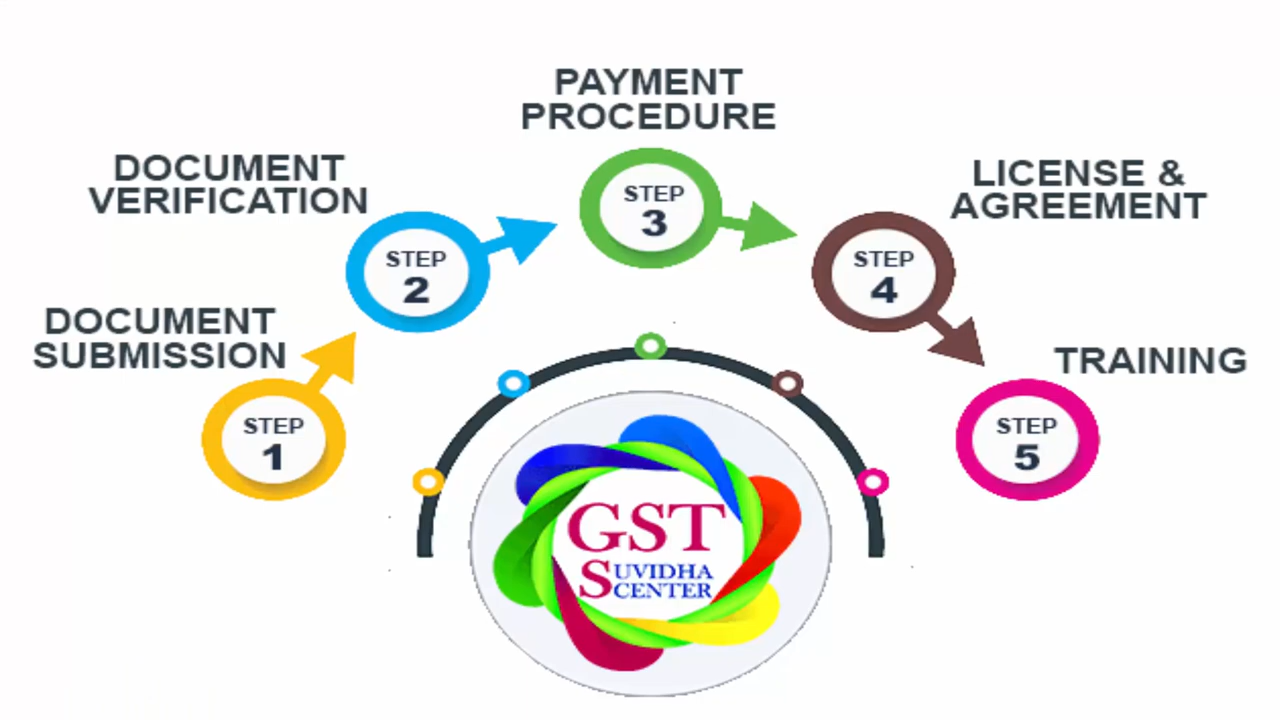 PAYMENT
PROCEDURE
DOCUMENT
VERIFICATION
LICENSE &
AGREEMENT
STEP
3
STEP
2
STEP
4
DOCUMENT
SUBMISSION
TRAINING
STEP
1
STEP
5
GST
SUVIDHA
CENTER